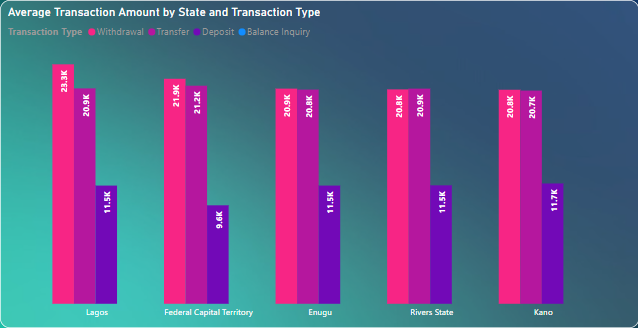 Average Transaction Amount by State and Transaction Type
Transaction Type Withdrawal Transfer Deposit Balance Inquiry
23.3K 20.9K 11.5K 21.9K 21.2K 9.6K 20.9K 20.8K 11.5K 20.8K 20.9K 11.5K 20.8K 20.7K 11.7K
Lagos Federal Capital Territory Enugu Rivers State Kano